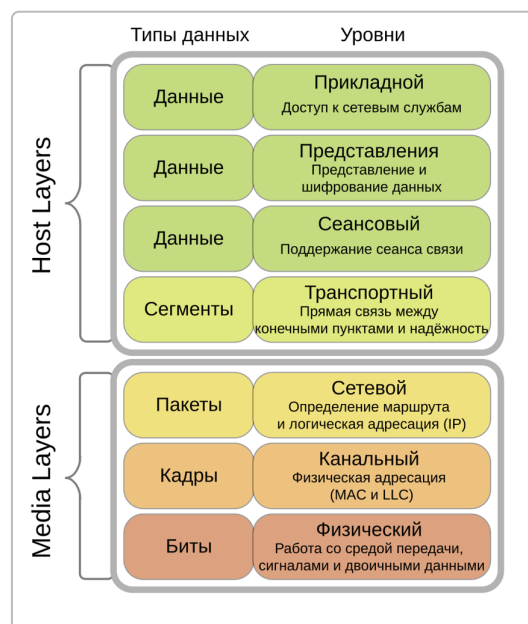 Типы данных Уровни
Host Layers
Данные Прикладной
Доступ к сетевым службам
Данные Представления
Представление и
шифрование данных
Данные Сеансовый
Поддержание сеанса связи
Сегменты Транспортный
Прямая связь между
конечными пунктами и надёжность
Media Layers
Пакеты Сетевой
Определение маршрута
и логическая адресация (IP)
Кадры Канальный
Физическая адресация
(MAC и LLC)
Биты Физический
Работа со средой передачи,
сигналами и двоичными данными